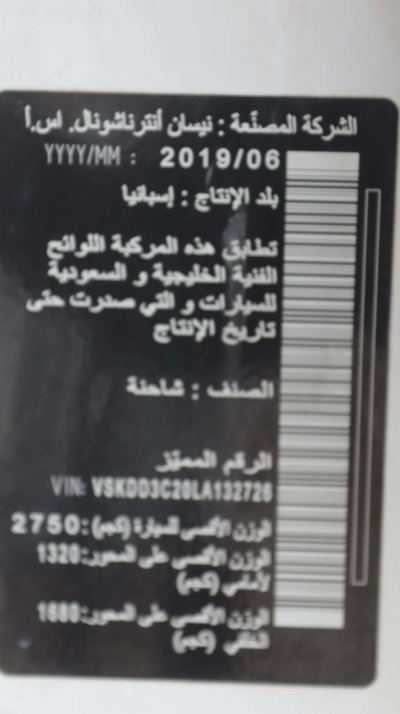 الشركة المصنّعة : نيسان أنترناشونال. اس.أ
YYYY/MM : 2019/06
بلد الإنتاج : إسبانيا
تطابق هذه المركبة اللوائح
الفنية الخليجية و السعودية
للسيارات و التي صدرت حتى
تاريخ الإنتاج
الصنف : شاحنة
الرقم المميّز
VIN: VSKDD3C20LA132726
الوزن الأقصى للسيارة (كجم): 2750
الوزن الأقصى على المحور: 1320
لأمامي (كجم)
الوزن الأقصى على المحور: 1680
الخلفي (كجم)